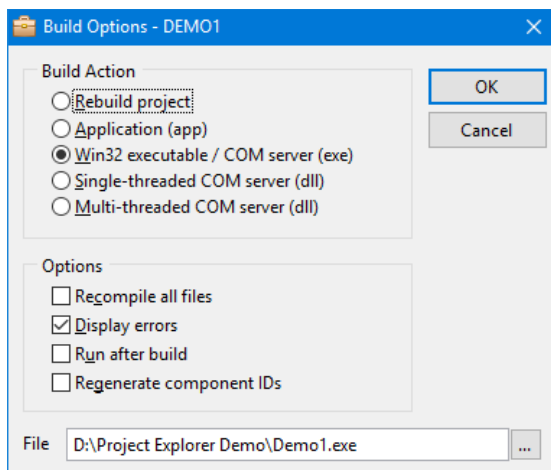 Build Options - DEMO1
Build Action
Rebuild project
Application (app)
Win32 executable / COM server (exe)
Single-threaded COM server (dll)
Multi-threaded COM server (dll)
OK
Cancel
Options
Recompile all files
Display errors
Run after build
Regenerate component IDs
File D:\Project Explorer Demo\Demo1.exe ...